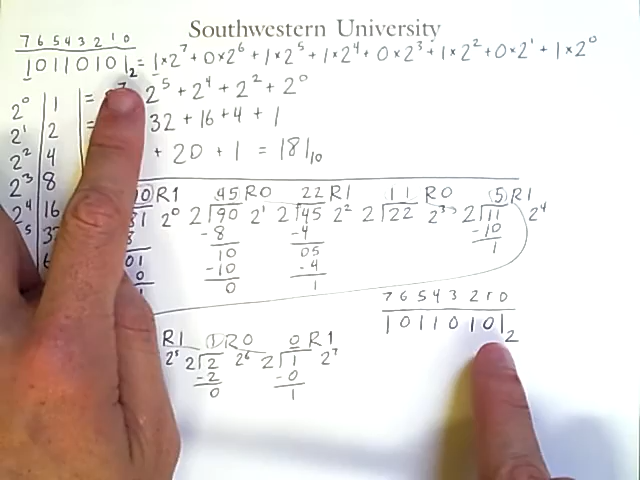 Southwestern University
7 6 5 4 3 2 1 0
10110101₂ = 1×2⁷ + 0×2⁶ + 1×2⁵ + 1×2⁴ + 0×2³ + 1×2² + 0×2¹ + 1×2⁰
= 2⁵ + 2⁴ + 2² + 2⁰
= 32 + 16 + 4 + 1
+ 20 + 1 = 181₁₀
2⁰ | 1
2¹ | 2
2² | 4
2³ | 8
2⁴ | 16
R1 45 R0 22 R1 11 R0 5 R1
2⁰ 2)90 2¹ 2)45 2² 2)22 2³ 2)11 2⁴
-8 -4 -10
10 05 1
01 -10 -4
0 0 1
7 6 5 4 3 2 1 0
10110101₂
R1 1 R0 0 R1
2⁵ 2)2 2⁶ 2)1 2⁷
-2 -0
0 1